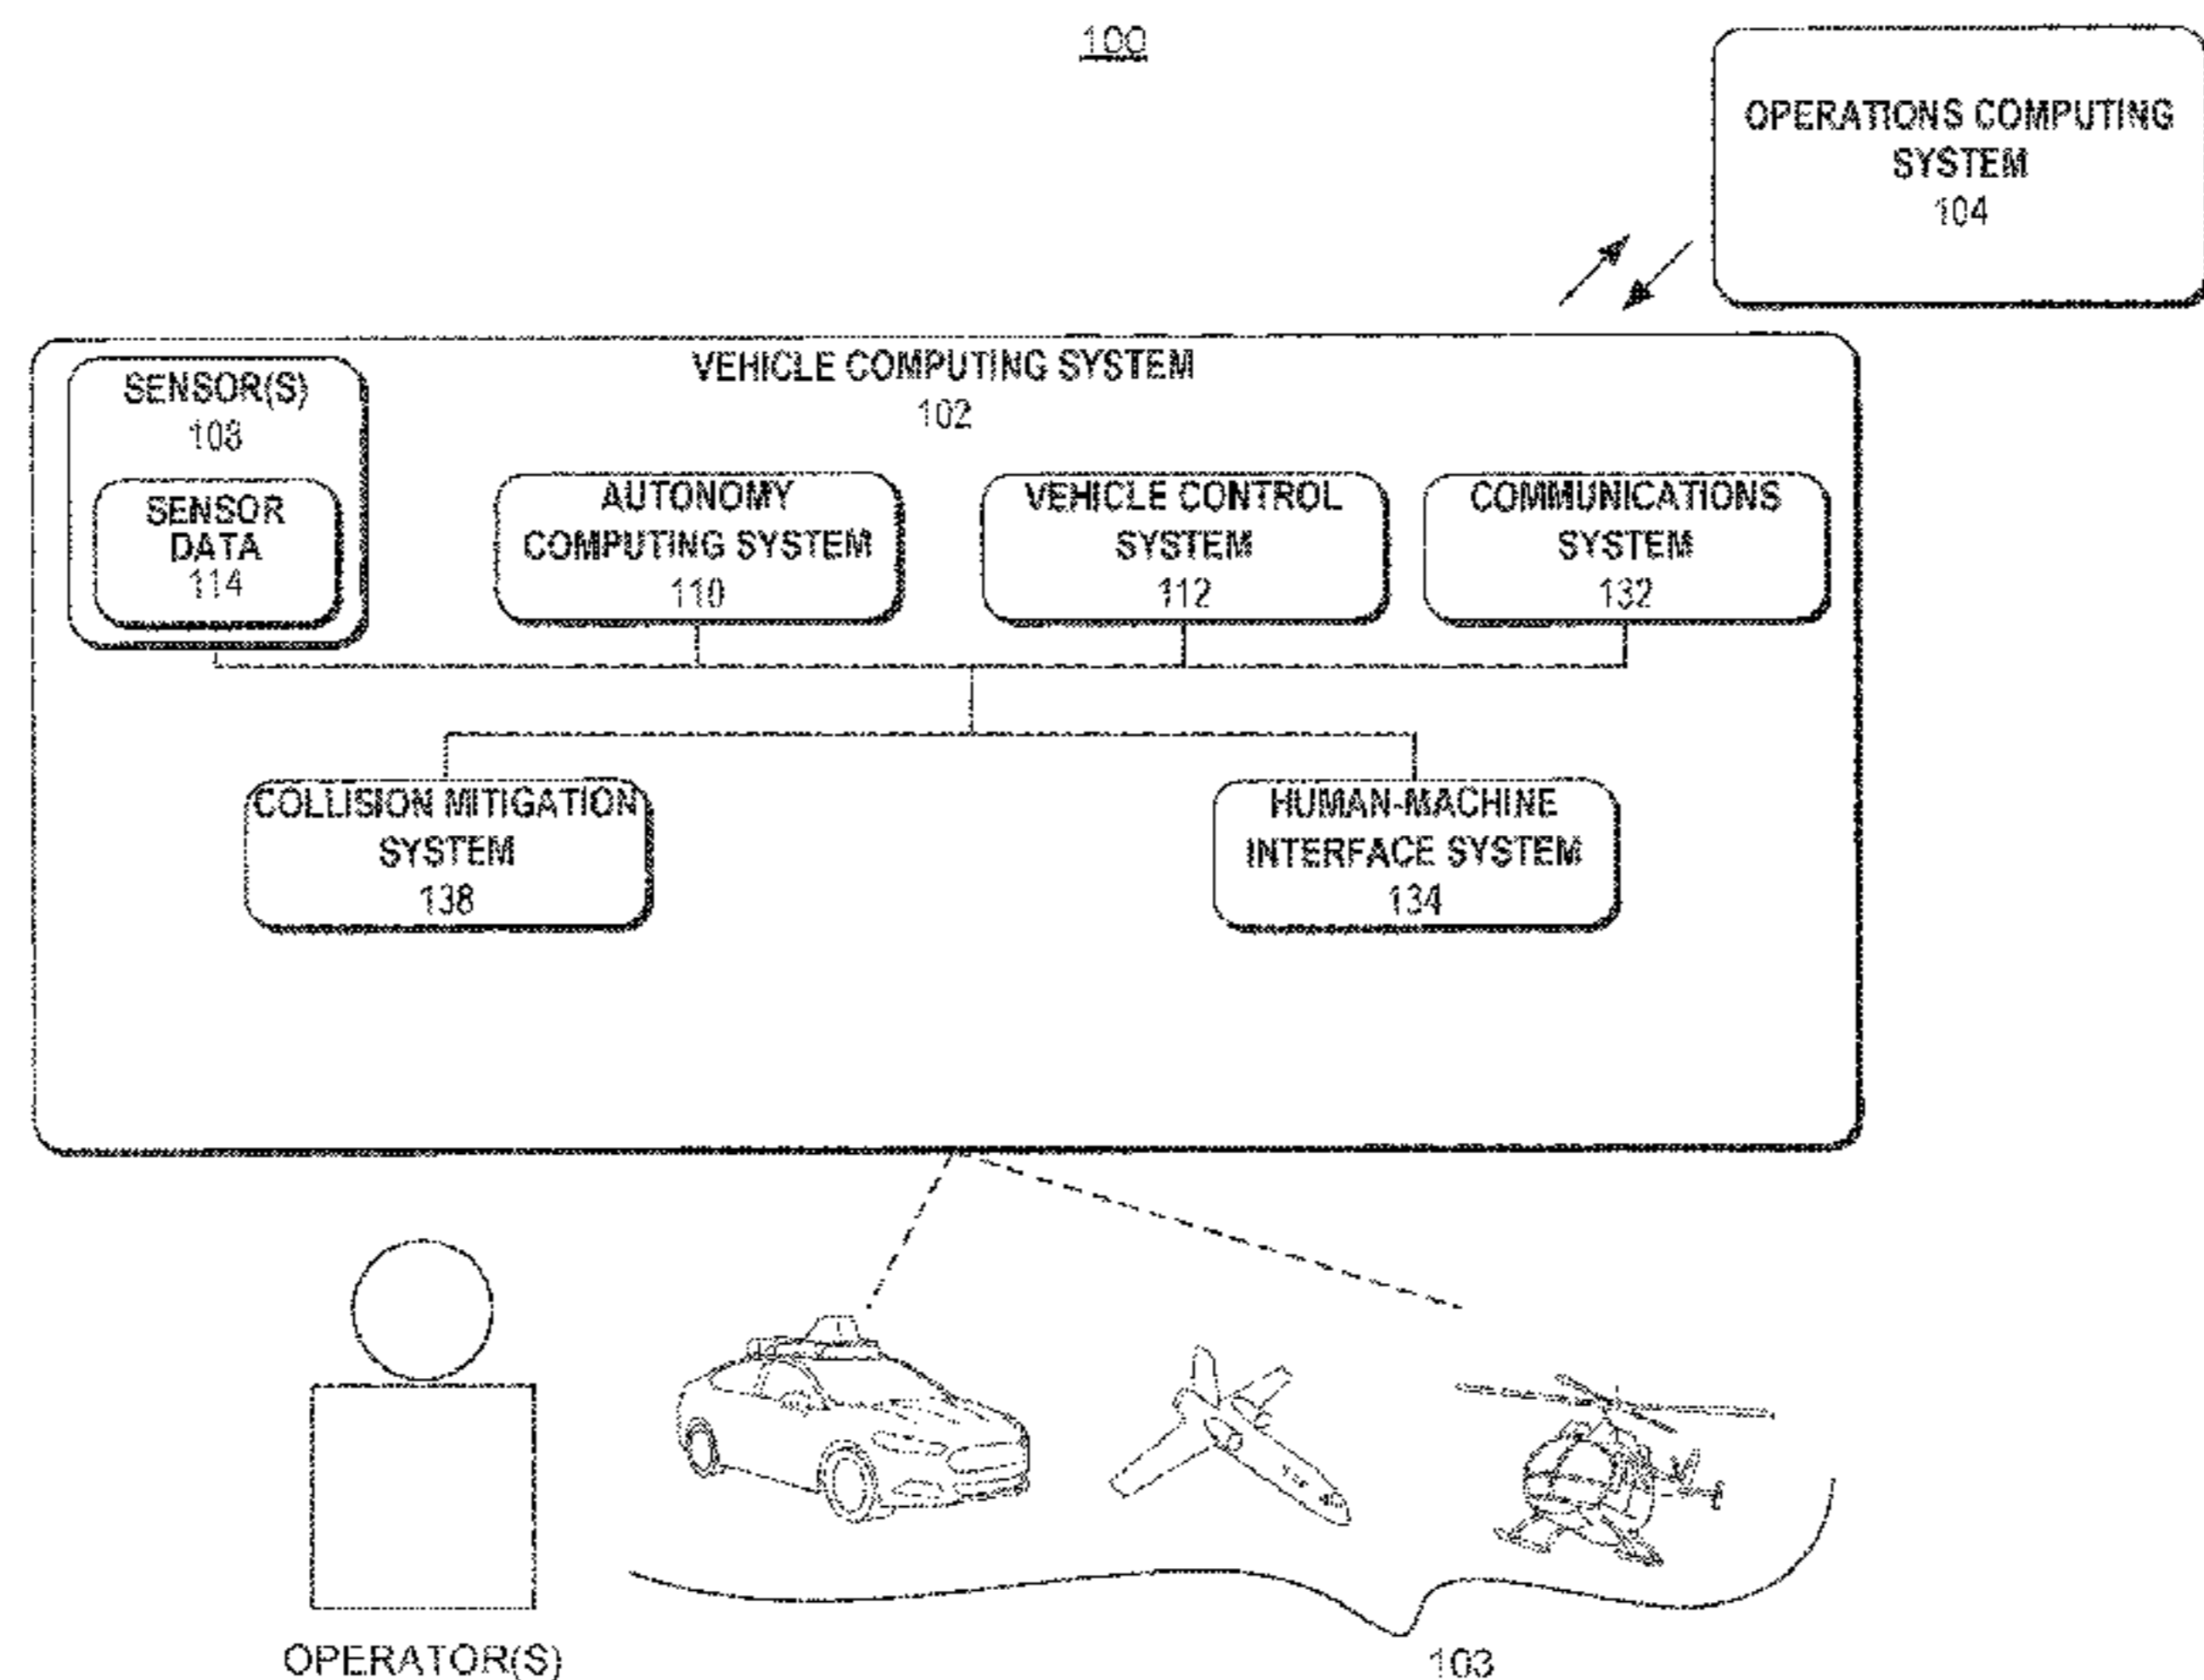 100
OPERATIONS COMPUTING
SYSTEM
104
VEHICLE COMPUTING SYSTEM
102
SENSOR(S)
108
SENSOR
DATA
114
AUTONOMY
COMPUTING SYSTEM
110
VEHICLE CONTROL
SYSTEM
112
COMMUNICATIONS
SYSTEM
132
COLLISION MITIGATION
SYSTEM
138
HUMAN-MACHINE
INTERFACE SYSTEM
134
OPERATOR(S)
103